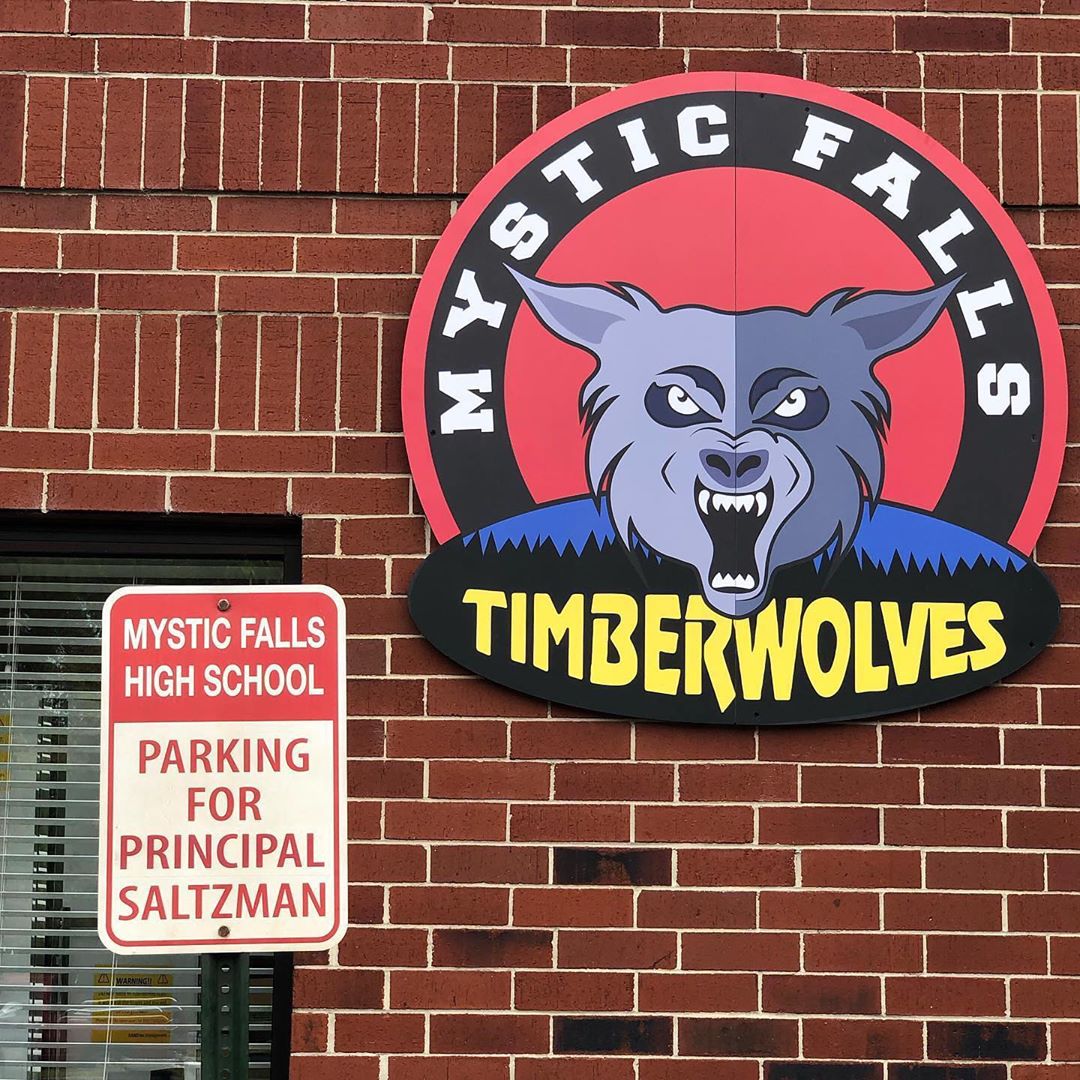 MYSTIC FALLS
TIMBERWOLVES
MYSTIC FALLS
HIGH SCHOOL
PARKING
FOR
PRINCIPAL
SALTZMAN
WARNING!!